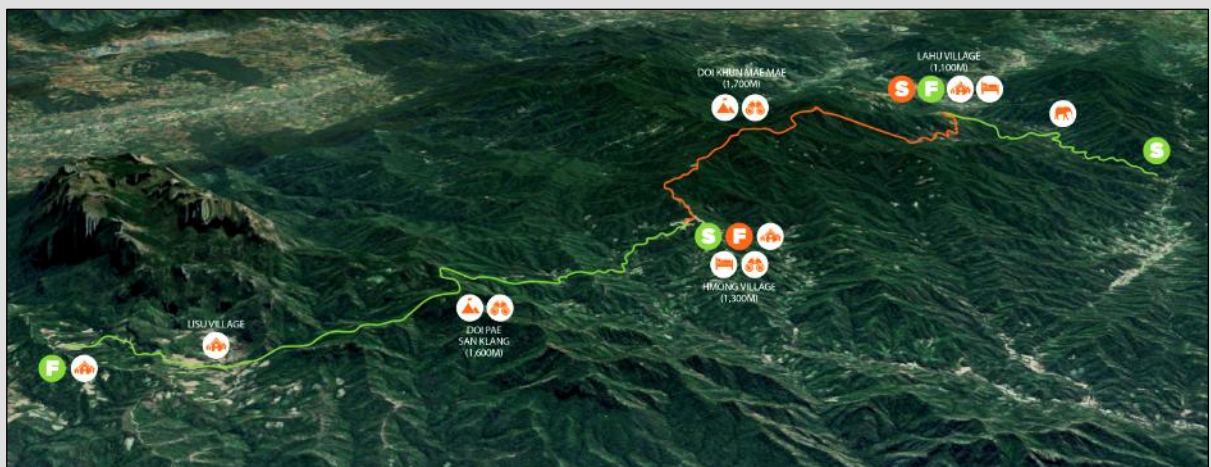 LAHU VILLAGE
(1,100M)
S F
DOI KHUN MAE MAE
(1,700M)
S
S F
HMONG VILLAGE
(1,300M)
LISU VILLAGE
DOI PAE
SAN KLANG
(1,600M)
F